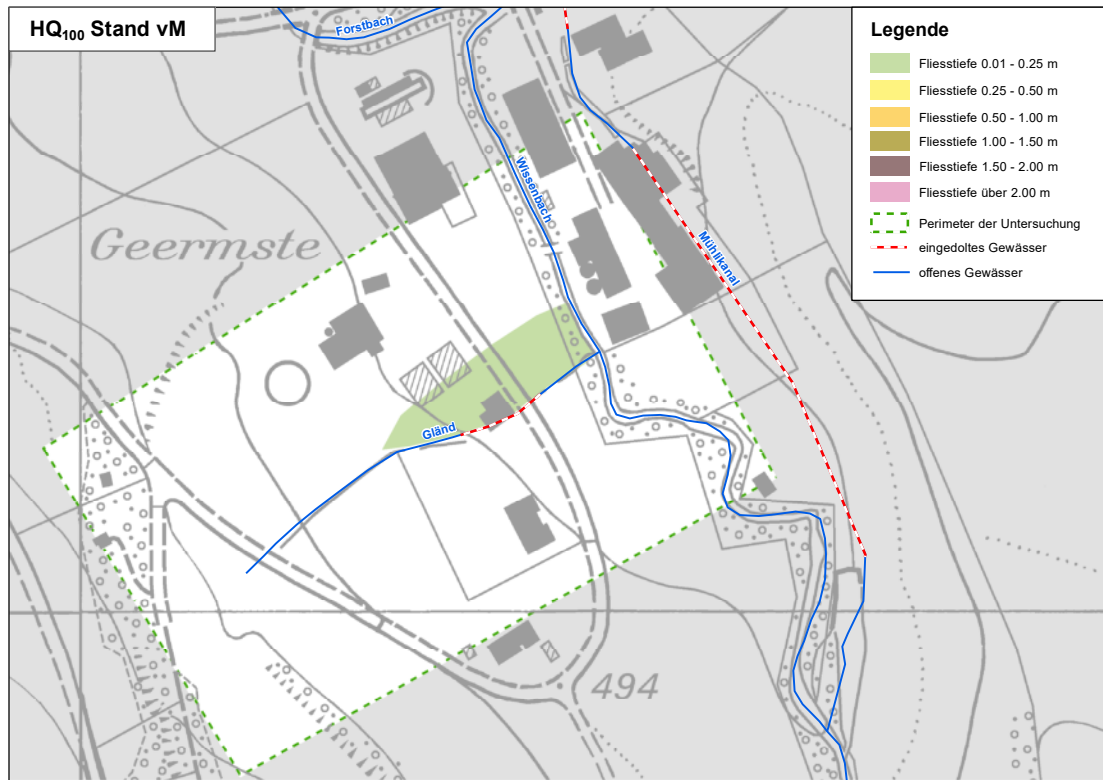 HQ100 Stand vM
Forstbach
Wissenbach
Mühlikanal
Geermste
Gländ
494
Legende
Fliesstiefe 0.01 - 0.25 m
Fliesstiefe 0.25 - 0.50 m
Fliesstiefe 0.50 - 1.00 m
Fliesstiefe 1.00 - 1.50 m
Fliesstiefe 1.50 - 2.00 m
Fliesstiefe über 2.00 m
Perimeter der Untersuchung
eingedoltes Gewässer
offenes Gewässer